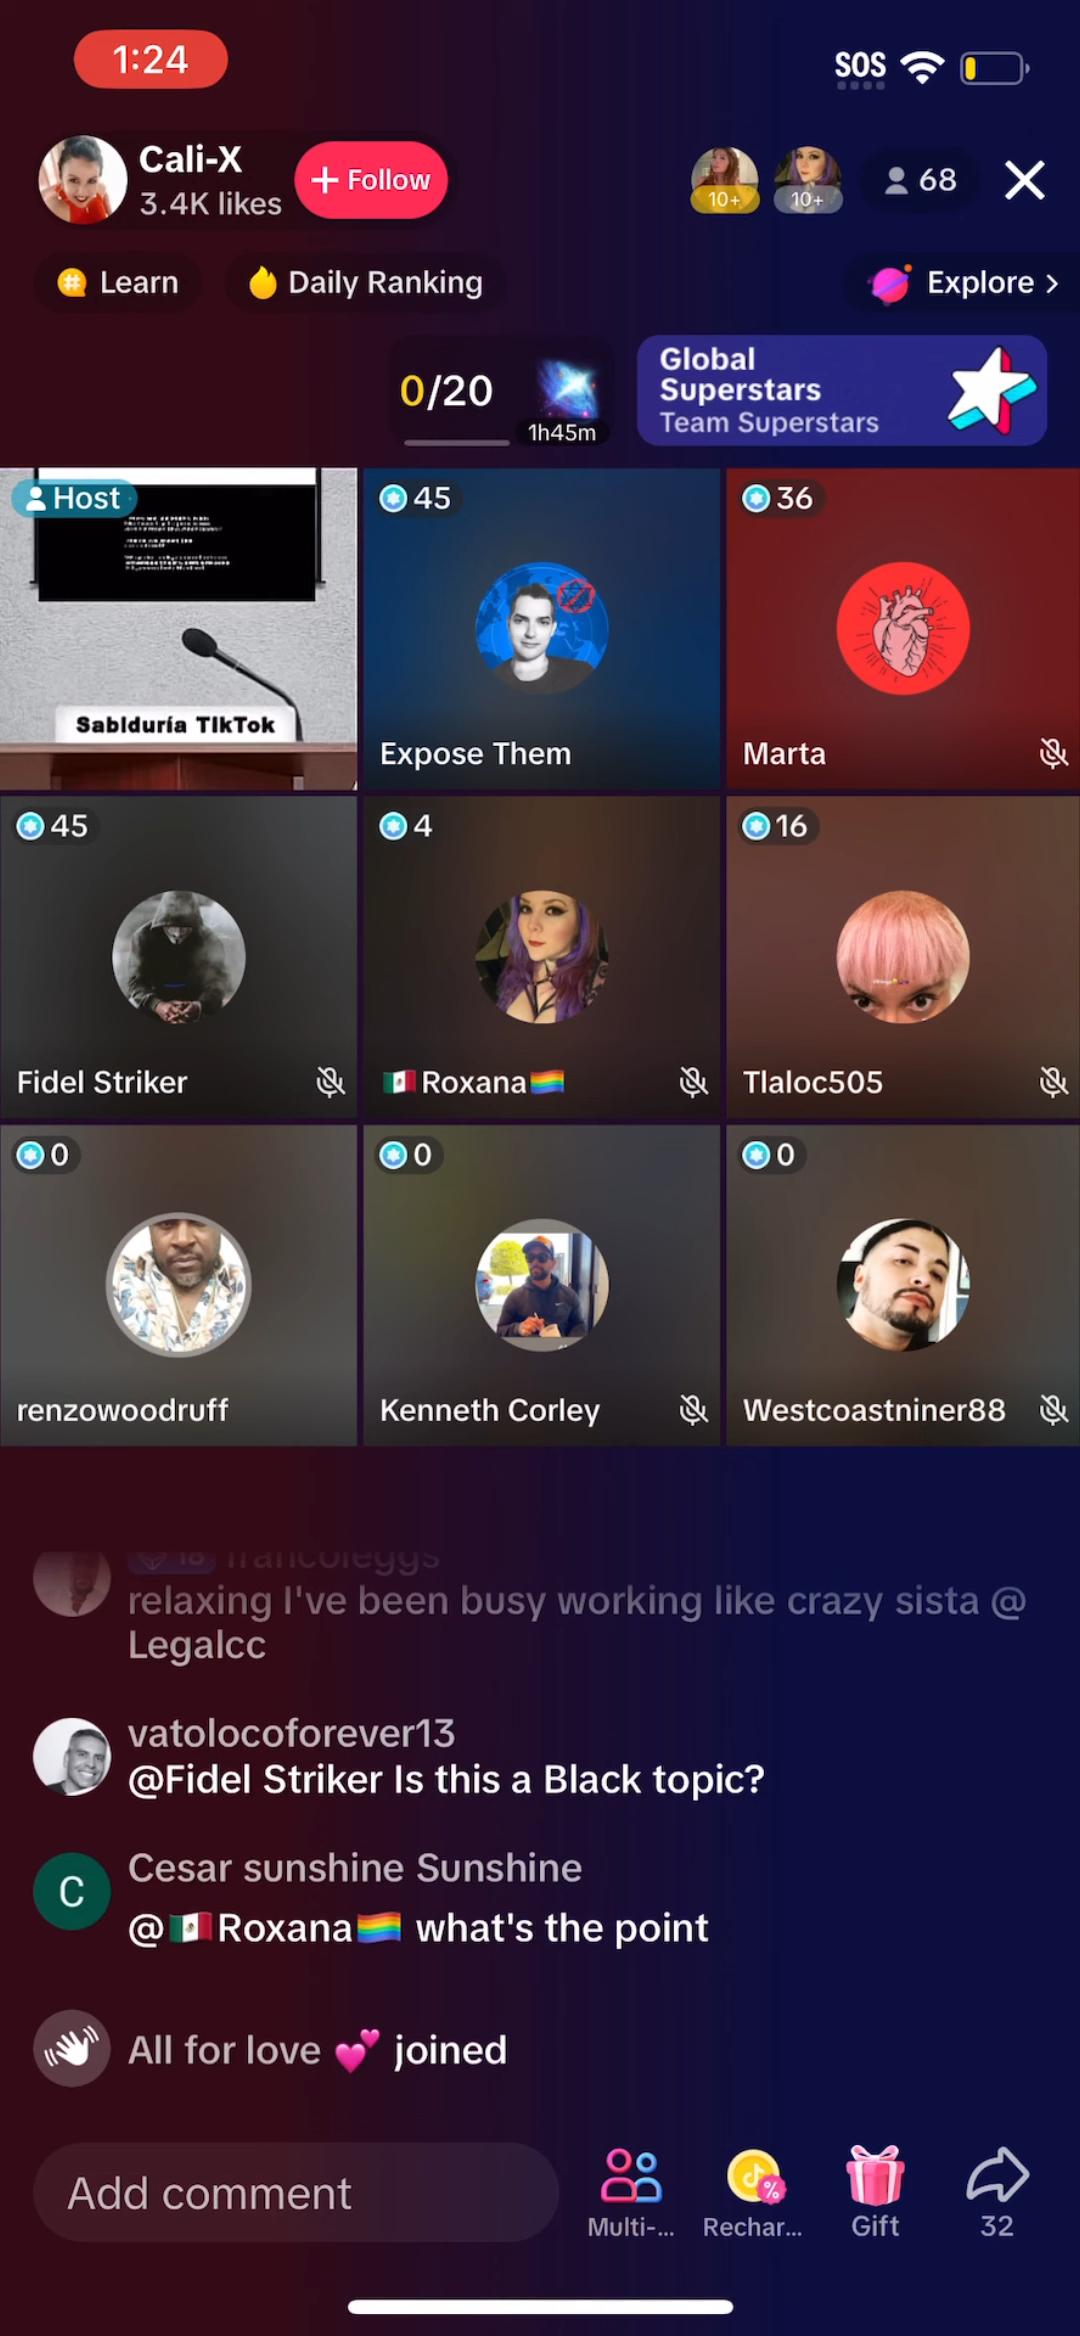 1:24
SOS
Cali-X
3.4K likes
+ Follow
10+
10+
68
Learn
Daily Ranking
Explore >
0/20
1h45m
Global
Superstars
Team Superstars
Host
Sabiduría TikTok
45
Expose Them
36
Marta
45
Fidel Striker
4
🇲🇽Roxana🏳️‍🌈
16
Tlaloc505
0
renzowoodruff
0
Kenneth Corley
0
Westcoastniner88
18 francoleggs
relaxing I've been busy working like crazy sista @
Legalcc
vatolocoforever13
@Fidel Striker Is this a Black topic?
Cesar sunshine Sunshine
C
@🇲🇽Roxana🏳️‍🌈 what's the point
All for love 💕 joined
Add comment
Multi-...
Rechar...
Gift
32